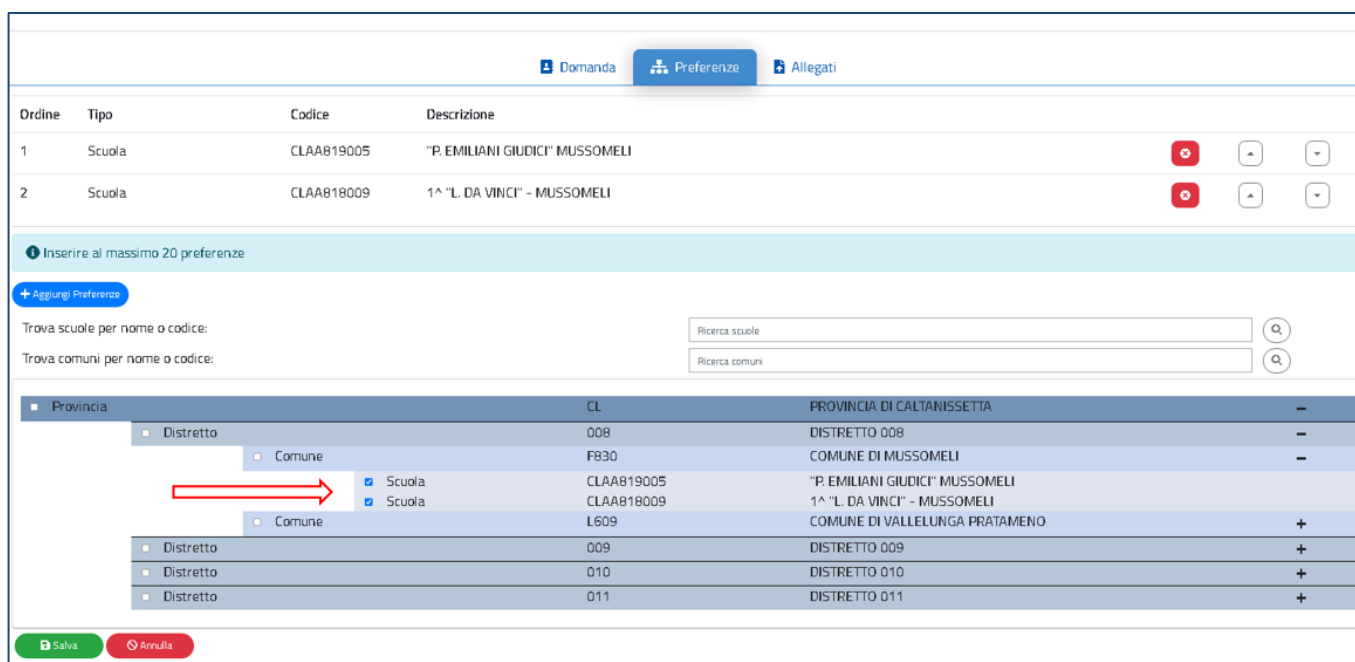 Domanda Preferenze Allegati
Ordine Tipo Codice Descrizione
1 Scuola CLAA819005 "P. EMILIANI GIUDICI" MUSSOMELI
2 Scuola CLAA818009 1^ "L. DA VINCI" - MUSSOMELI
Inserire al massimo 20 preferenze
+ Aggiungi Preferenze
Trova scuole per nome o codice: Ricerca scuole
Trova comuni per nome o codice: Ricerca comuni
Provincia CL PROVINCIA DI CALTANISSETTA −
Distretto 008 DISTRETTO 008 −
Comune F830 COMUNE DI MUSSOMELI −
Scuola CLAA819005 "P. EMILIANI GIUDICI" MUSSOMELI
Scuola CLAA818009 1^ "L. DA VINCI" - MUSSOMELI
Comune L609 COMUNE DI VALLELUNGA PRATAMENO +
Distretto 009 DISTRETTO 009 +
Distretto 010 DISTRETTO 010 +
Distretto 011 DISTRETTO 011 +
Salva Annulla